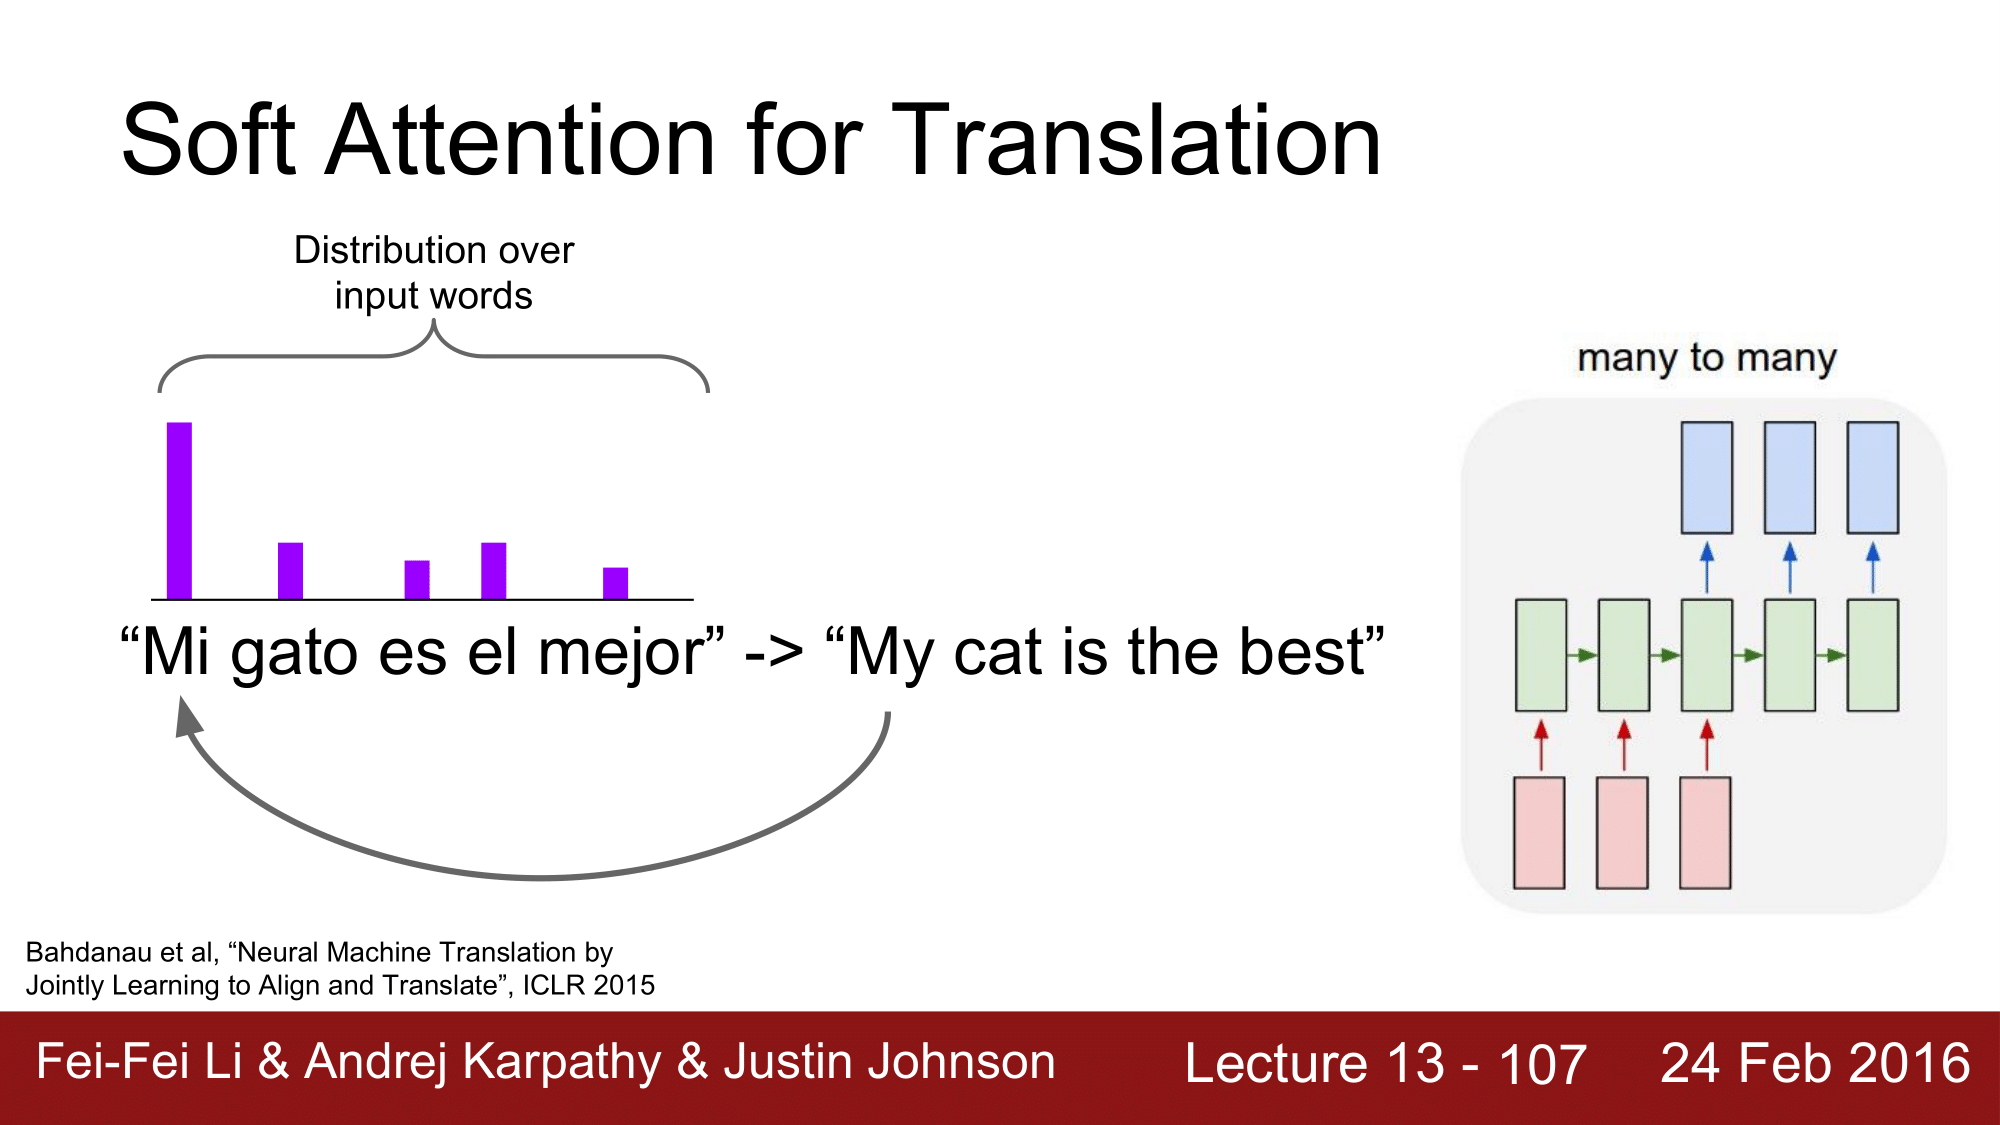 Soft Attention for Translation
Distribution over
input words
many to many
“Mi gato es el mejor” -> “My cat is the best”
Bahdanau et al, “Neural Machine Translation by
Jointly Learning to Align and Translate”, ICLR 2015
Fei-Fei Li & Andrej Karpathy & Justin Johnson
Lecture 13 - 107
24 Feb 2016